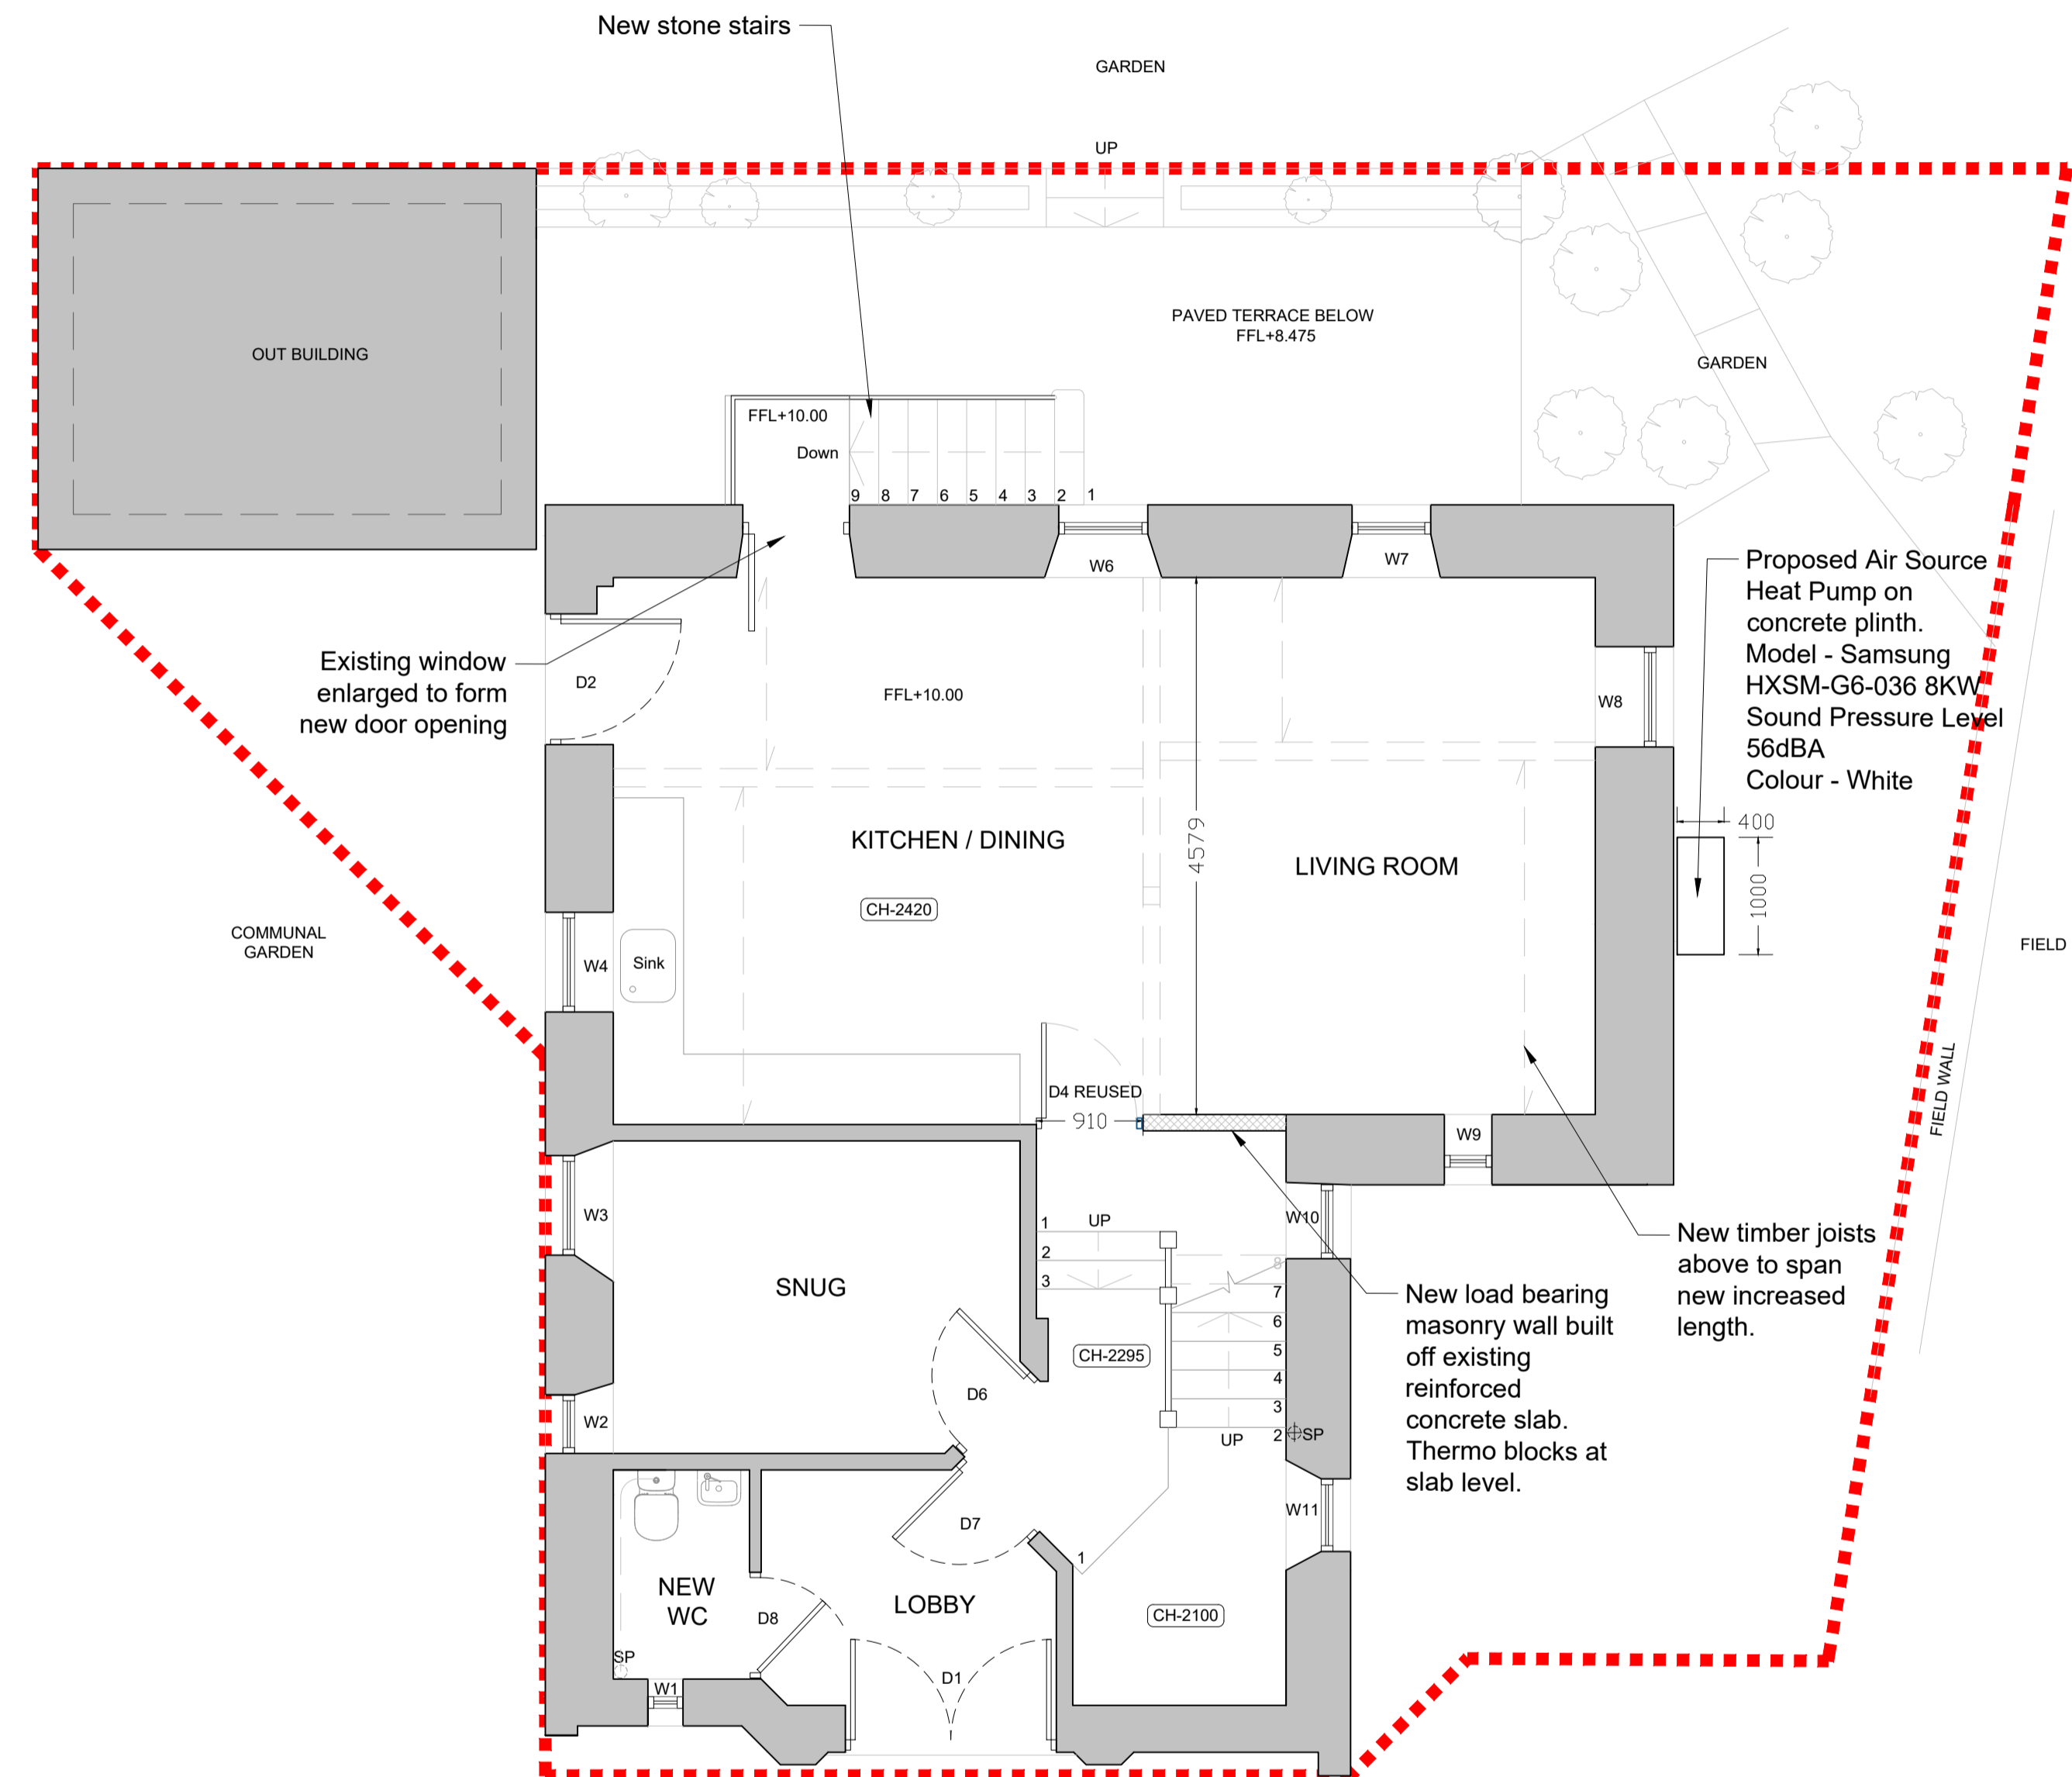 New stone stairs
GARDEN
UP
OUT BUILDING
PAVED TERRACE BELOW
FFL+8.475
GARDEN
FFL+10.00
Down
9 8 7 6 5 4 3 2 1
W6
W7
Proposed Air Source
Heat Pump on
concrete plinth.
Model - Samsung
HXSM-G6-036 8KW
Sound Pressure Level
56dBA
Colour - White
Existing window
enlarged to form
new door opening
D2
FFL+10.00
W8
400
1000
KITCHEN / DINING
4579
LIVING ROOM
CH-2420
COMMUNAL
GARDEN
FIELD
W4
Sink
FIELD WALL
D4 REUSED
910
W9
W3
1
UP
2
3
W10
SNUG
8
7
6
5
4
3
2
UP
SP
CH-2295
New timber joists
above to span
new increased
length.
New load bearing
masonry wall built
off existing
reinforced
concrete slab.
Thermo blocks at
slab level.
D6
W2
W11
D7
1
NEW
WC
LOBBY
D8
CH-2100
SP
W1
D1